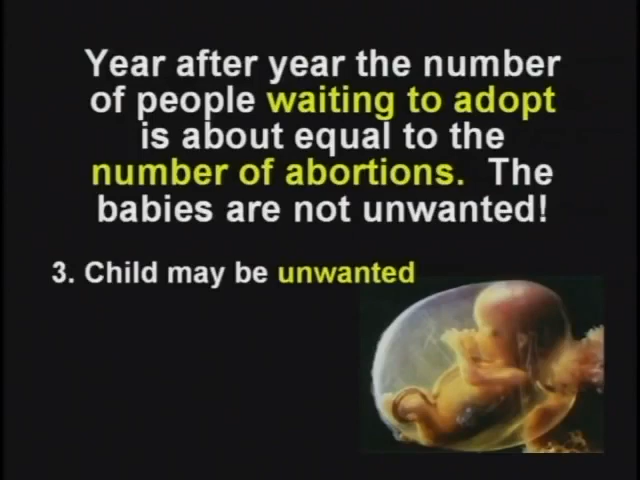 Year after year the number
of people waiting to adopt
is about equal to the
number of abortions. The
babies are not unwanted!
3. Child may be unwanted